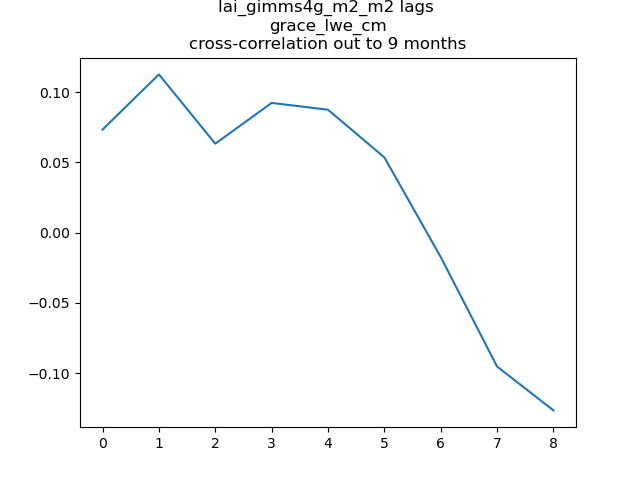 lai_gimms4g_m2_m2 lags
grace_lwe_cm
cross-correlation out to 9 months
0.10
0.05
0.00
−0.05
−0.10
0 1 2 3 4 5 6 7 8